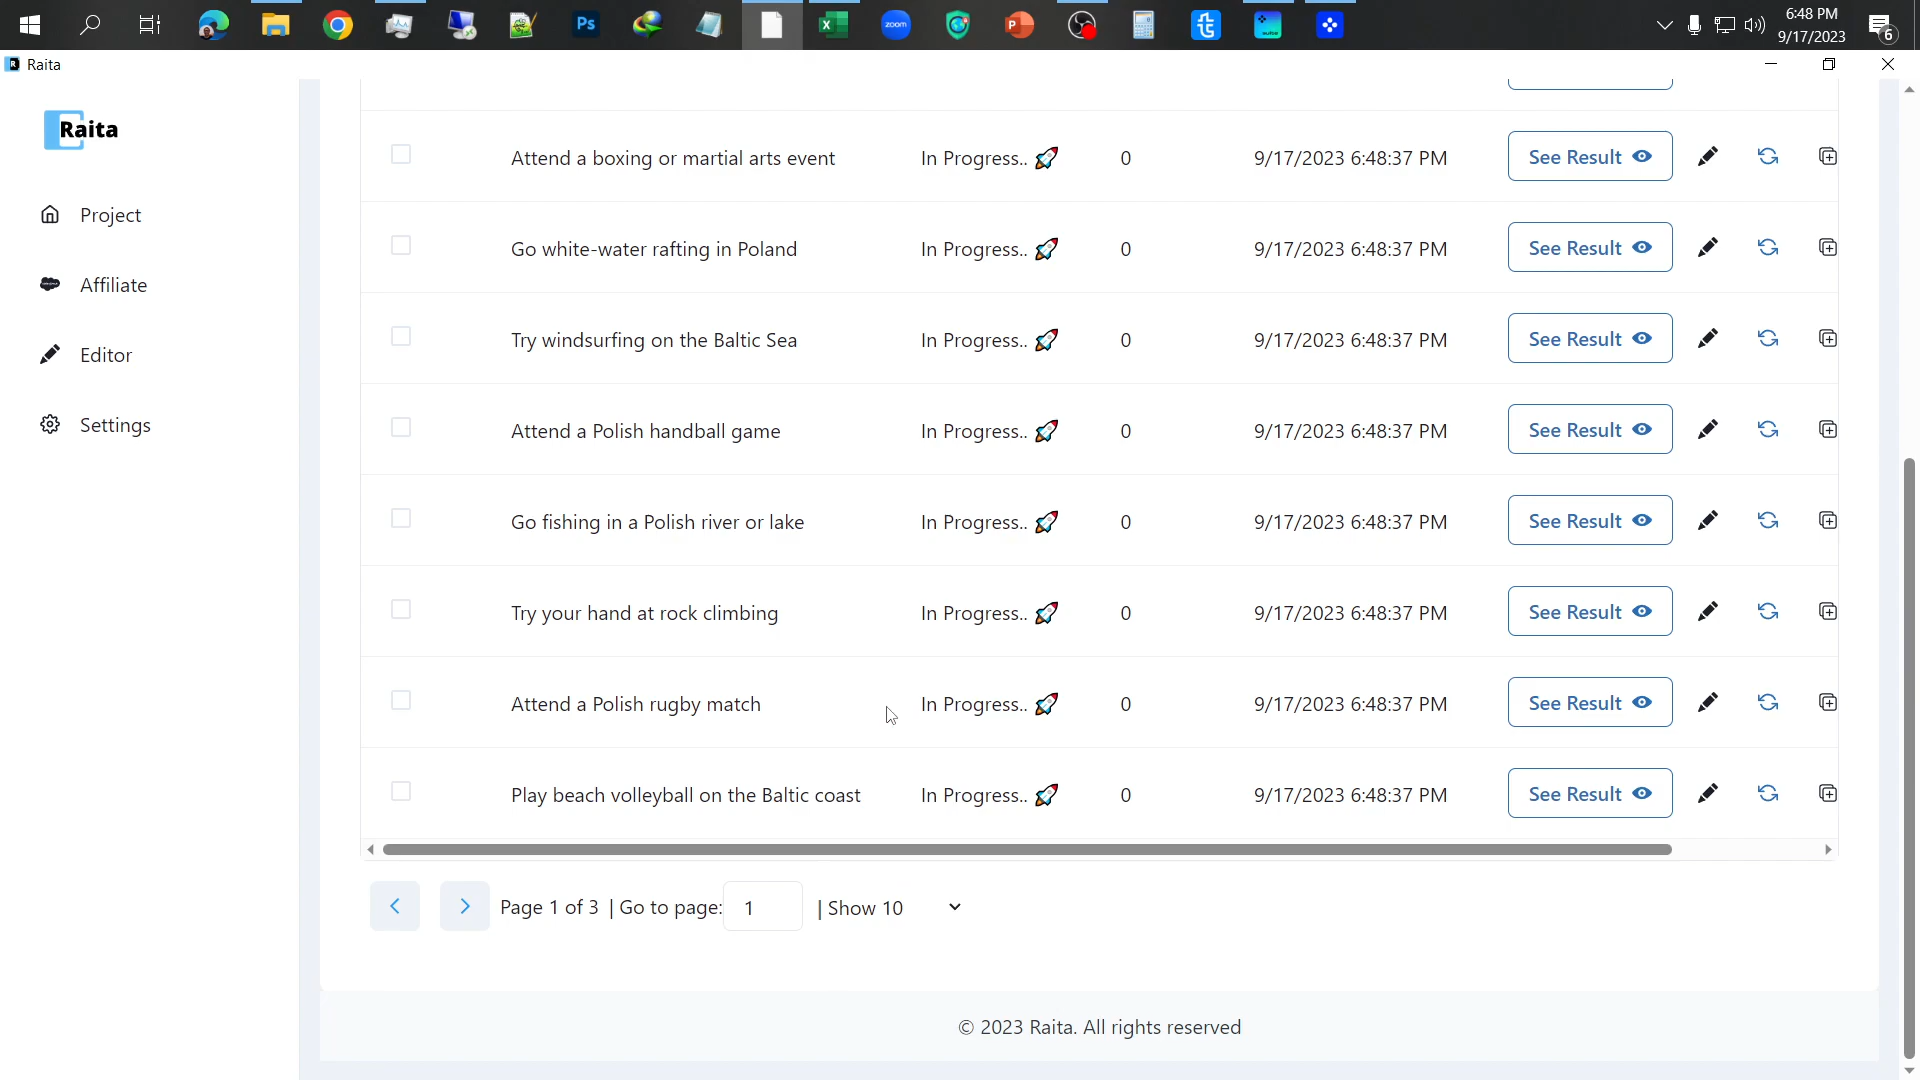 Ps
zoom
6:48 PM
9/17/2023
6
Raita
Raita
Project
Affiliate
Editor
Settings
Attend a boxing or martial arts event In Progress.. 🚀 0 9/17/2023 6:48:37 PM See Result
Go white-water rafting in Poland In Progress.. 🚀 0 9/17/2023 6:48:37 PM See Result
Try windsurfing on the Baltic Sea In Progress.. 🚀 0 9/17/2023 6:48:37 PM See Result
Attend a Polish handball game In Progress.. 🚀 0 9/17/2023 6:48:37 PM See Result
Go fishing in a Polish river or lake In Progress.. 🚀 0 9/17/2023 6:48:37 PM See Result
Try your hand at rock climbing In Progress.. 🚀 0 9/17/2023 6:48:37 PM See Result
Attend a Polish rugby match In Progress.. 🚀 0 9/17/2023 6:48:37 PM See Result
Play beach volleyball on the Baltic coast In Progress.. 🚀 0 9/17/2023 6:48:37 PM See Result
Page 1 of 3 | Go to page: 1 | Show 10
© 2023 Raita. All rights reserved